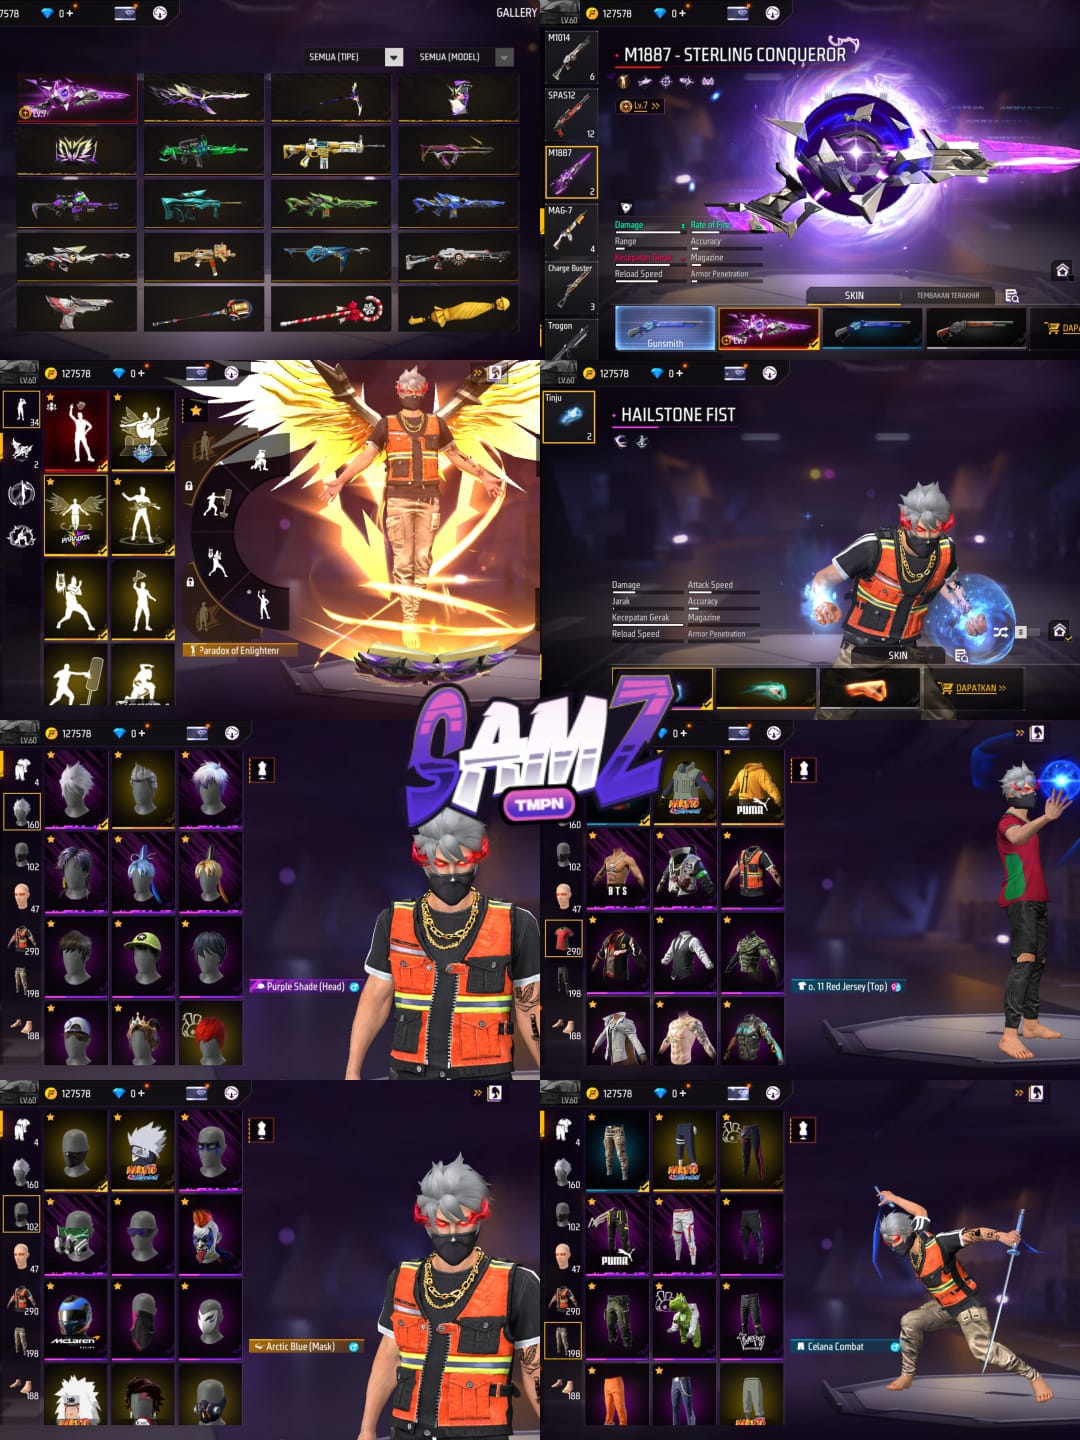 7578
0+
GALLERY
SEMUA (TIPE)
SEMUA (MODEL)
Lv.7
LV.60
127578
0+
M1014
6
SPAS12
12
M1887
2
MAG-7
4
Charge Buster
3
Trogon
M1887 - STERLING CONQUEROR
Lv.7
Damage
Rate of Fire
Range
Accuracy
Kecepatan Gerak
Magazine
Reload Speed
Armor Penetration
SKIN
TEMBAKAN TERAKHIR
Gunsmith
Lv.7
DAPA
LV.60
127578
0+
34
2
PARADOX
Paradox of Enlightenr
LV.60
127578
0+
Tinju
2
HAILSTONE FIST
Damage
Attack Speed
Jarak
Accuracy
Kecepatan Gerak
Magazine
Reload Speed
Armor Penetration
SKIN
DAPATKAN
SAMZ
TMPN
LV.60
127578
0+
4
160
102
47
290
198
188
Purple Shade (Head)
0+
160
102
47
290
198
188
NARUTO
PUMA
BTS
o. 11 Red Jersey (Top)
LV.60
127578
0+
4
160
102
47
290
198
188
NARUTO
McLaren
NARUTO
Arctic Blue (Mask)
LV.60
127578
0+
4
160
102
47
290
198
188
NARUTO
PUMA
NARUTO
Celana Combat